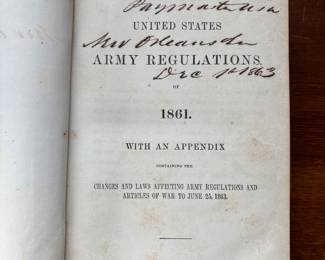 Paymaster USA
UNITED STATES
New Orleans La
ARMY REGULATIONS
Dec 1st 1863
OF
1861.
WITH AN APPENDIX
CONTAINING THE
CHANGES AND LAWS AFFECTING ARMY REGULATIONS AND
ARTICLES OF WAR TO JUNE 25, 1863.